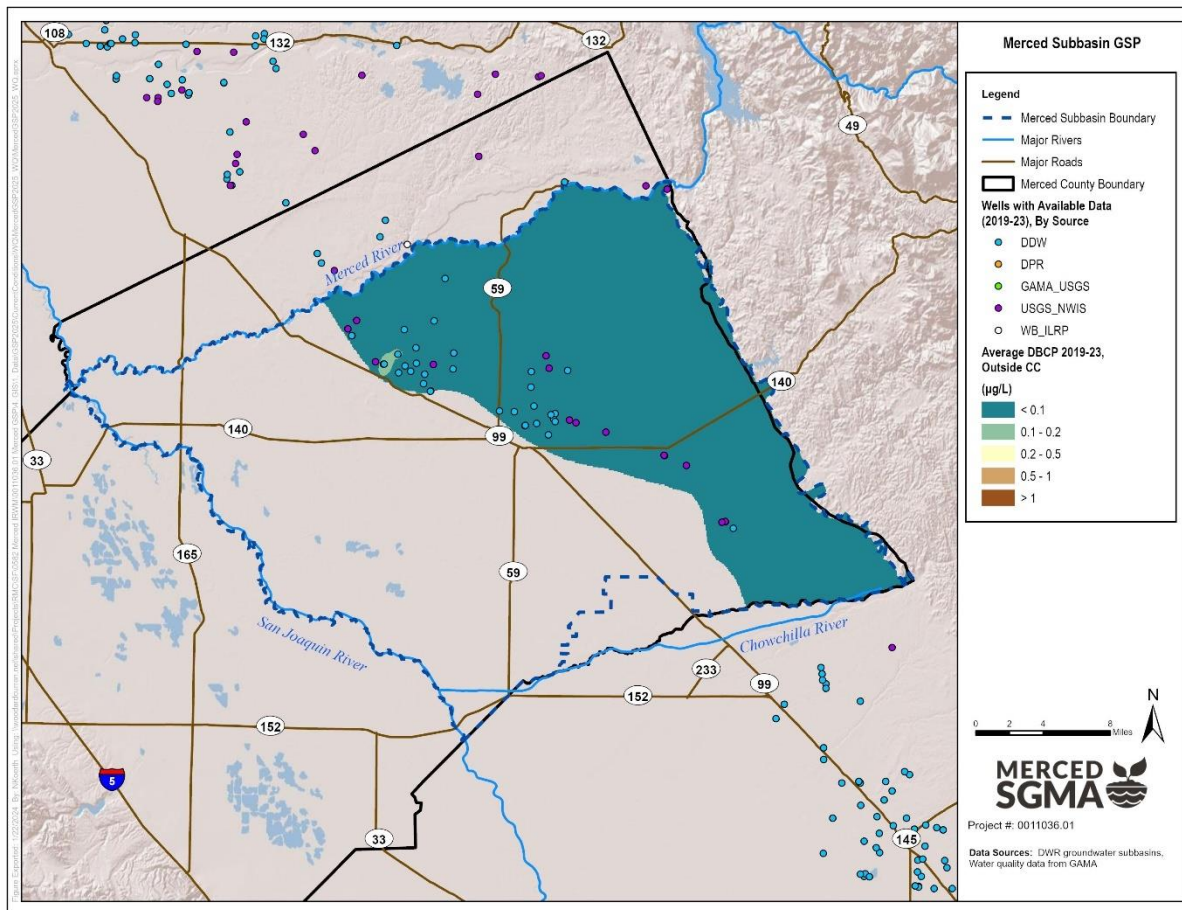 Merced Subbasin GSP
Legend
Merced Subbasin Boundary
Major Rivers
Major Roads
Merced County Boundary
Wells with Available Data
(2019-23), By Source
DDW
DPR
GAMA_USGS
USGS_NWIS
WB_ILRP
Average DBCP 2019-23,
Outside CC
(µg/L)
< 0.1
0.1 - 0.2
0.2 - 0.5
0.5 - 1
> 1
108
132
132
49
Merced River
59
140
99
140
33
165
59
San Joaquin River
Chowchilla River
233
99
152
152
5
33
145
N
0 2 4 8
Miles
MERCED
SGMA
Project #: 0011036.01
Data Sources: DWR groundwater subbasins,
Water quality data from GAMA